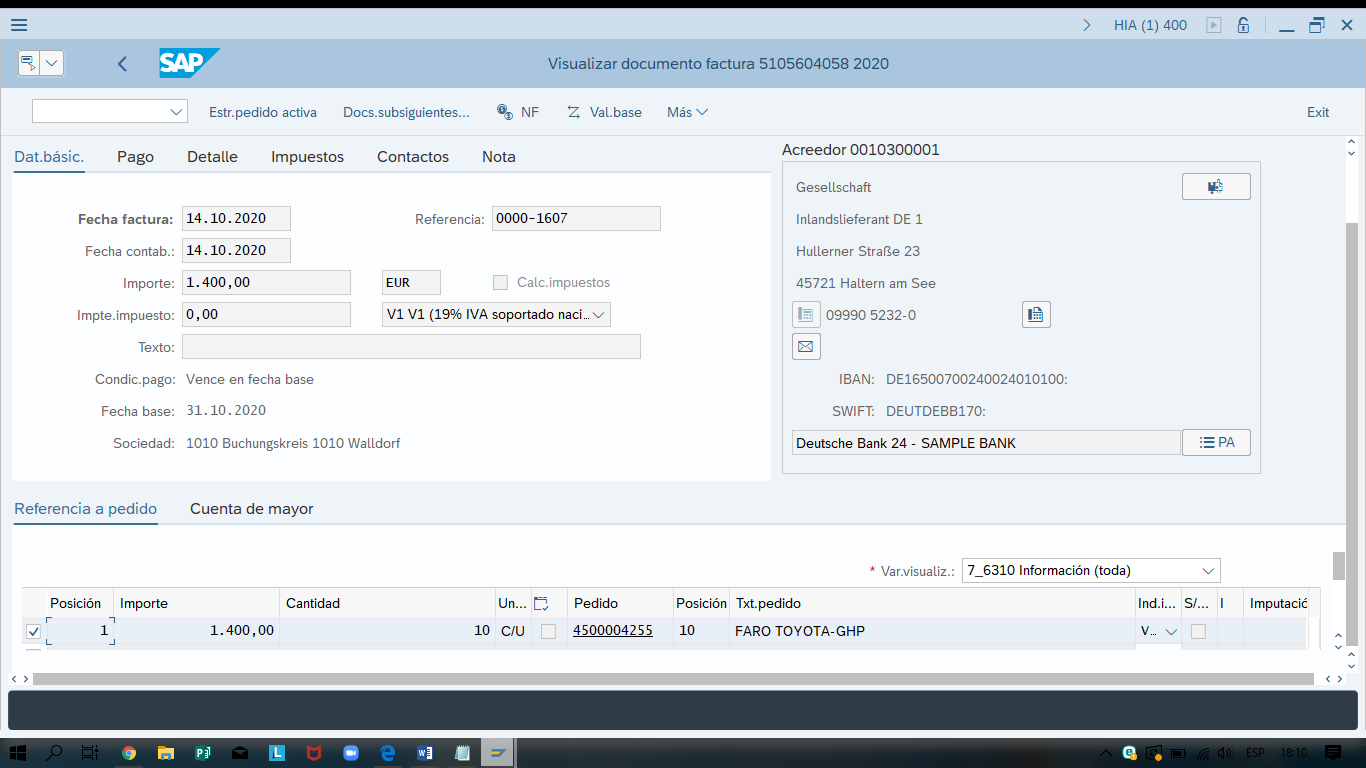 HIA (1) 400
SAP
Visualizar documento factura 5105604058 2020
Estr.pedido activa Docs.subsiguientes... NF Val.base Más Exit
Dat.básic. Pago Detalle Impuestos Contactos Nota
Fecha factura: 14.10.2020 Referencia: 0000-1607
Fecha contab.: 14.10.2020
Importe: 1.400,00 EUR Calc.impuestos
Impte.impuesto: 0,00 V1 V1 (19% IVA soportado naci...
Texto:
Condic.pago: Vence en fecha base
Fecha base: 31.10.2020
Sociedad: 1010 Buchungskreis 1010 Walldorf
Acreedor 0010300001
Gesellschaft
Inlandslieferant DE 1
Hullerner Straße 23
45721 Haltern am See
09990 5232-0
IBAN: DE16500700240024010100:
SWIFT: DEUTDEBB170:
Deutsche Bank 24 - SAMPLE BANK PA
Referencia a pedido Cuenta de mayor
* Var.visualiz.: 7_6310 Información (toda)
Posición Importe Cantidad Un... Pedido Posición Txt.pedido Ind.i... S/... I Imputació
1 1.400,00 10 C/U 4500004255 10 FARO TOYOTA-GHP V...
ESP 18:10